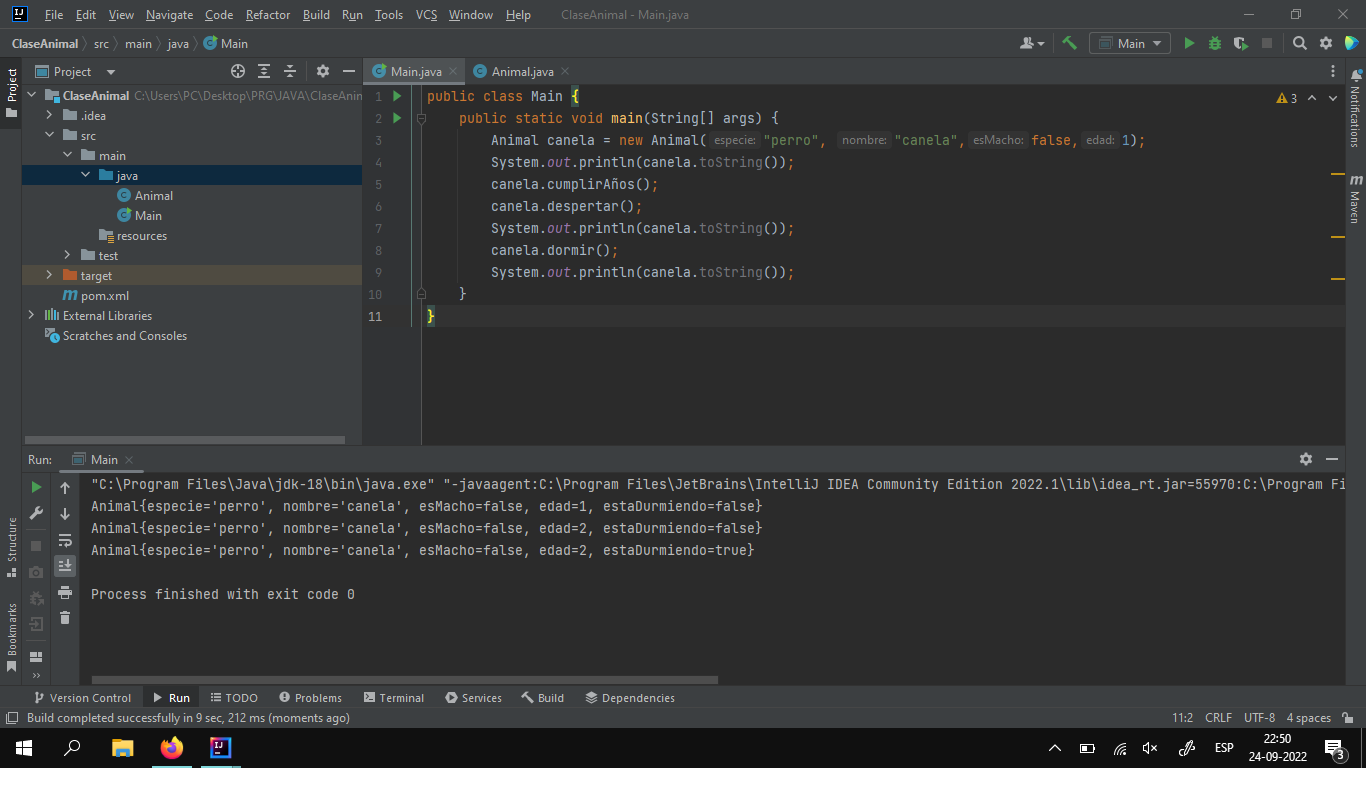 File Edit View Navigate Code Refactor Build Run Tools VCS Window Help ClaseAnimal - Main.java
ClaseAnimal src main java Main
Main
Project
Project
ClaseAnimal C:\Users\PC\Desktop\PRG\JAVA\ClaseAnim
.idea
src
main
java
Animal
Main
resources
test
target
pom.xml
External Libraries
Scratches and Consoles
Main.java Animal.java
3
1 public class Main {
2 public static void main(String[] args) {
3 Animal canela = new Animal( especie: "perro", nombre: "canela", esMacho: false, edad: 1);
4 System.out.println(canela.toString());
5 canela.cumplirAños();
6 canela.despertar();
7 System.out.println(canela.toString());
8 canela.dormir();
9 System.out.println(canela.toString());
10 }
11 }
Notifications
Maven
Run: Main
"C:\Program Files\Java\jdk-18\bin\java.exe" "-javaagent:C:\Program Files\JetBrains\IntelliJ IDEA Community Edition 2022.1\lib\idea_rt.jar=55970:C:\Program Fi
Animal{especie='perro', nombre='canela', esMacho=false, edad=1, estaDurmiendo=false}
Animal{especie='perro', nombre='canela', esMacho=false, edad=2, estaDurmiendo=false}
Animal{especie='perro', nombre='canela', esMacho=false, edad=2, estaDurmiendo=true}
Process finished with exit code 0
Structure
Bookmarks
Version Control Run TODO Problems Terminal Services Build Dependencies
Build completed successfully in 9 sec, 212 ms (moments ago) 11:2 CRLF UTF-8 4 spaces
ESP
22:50
24-09-2022
3